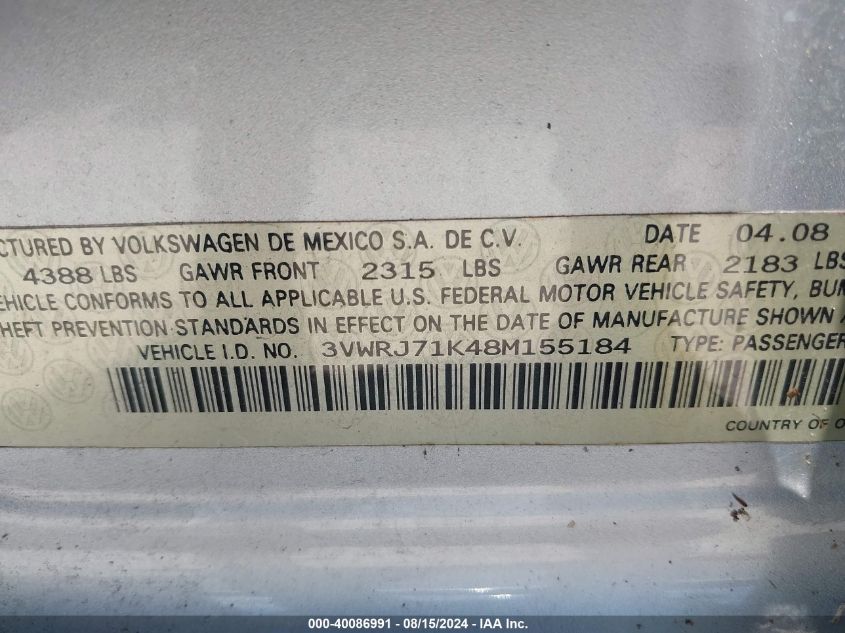 CTURED BY VOLKSWAGEN DE MEXICO S.A. DE C.V. DATE 04.08
4388 LBS GAWR FRONT 2315 LBS GAWR REAR 2183 LBS
EHICLE CONFORMS TO ALL APPLICABLE U.S. FEDERAL MOTOR VEHICLE SAFETY, BUM
HEFT PREVENTION STANDARDS IN EFFECT ON THE DATE OF MANUFACTURE SHOWN A
VEHICLE I.D. NO. 3VWRJ71K48M155184 TYPE: PASSENGER
COUNTRY OF O
000-40086991 - 08/15/2024 - IAA Inc.